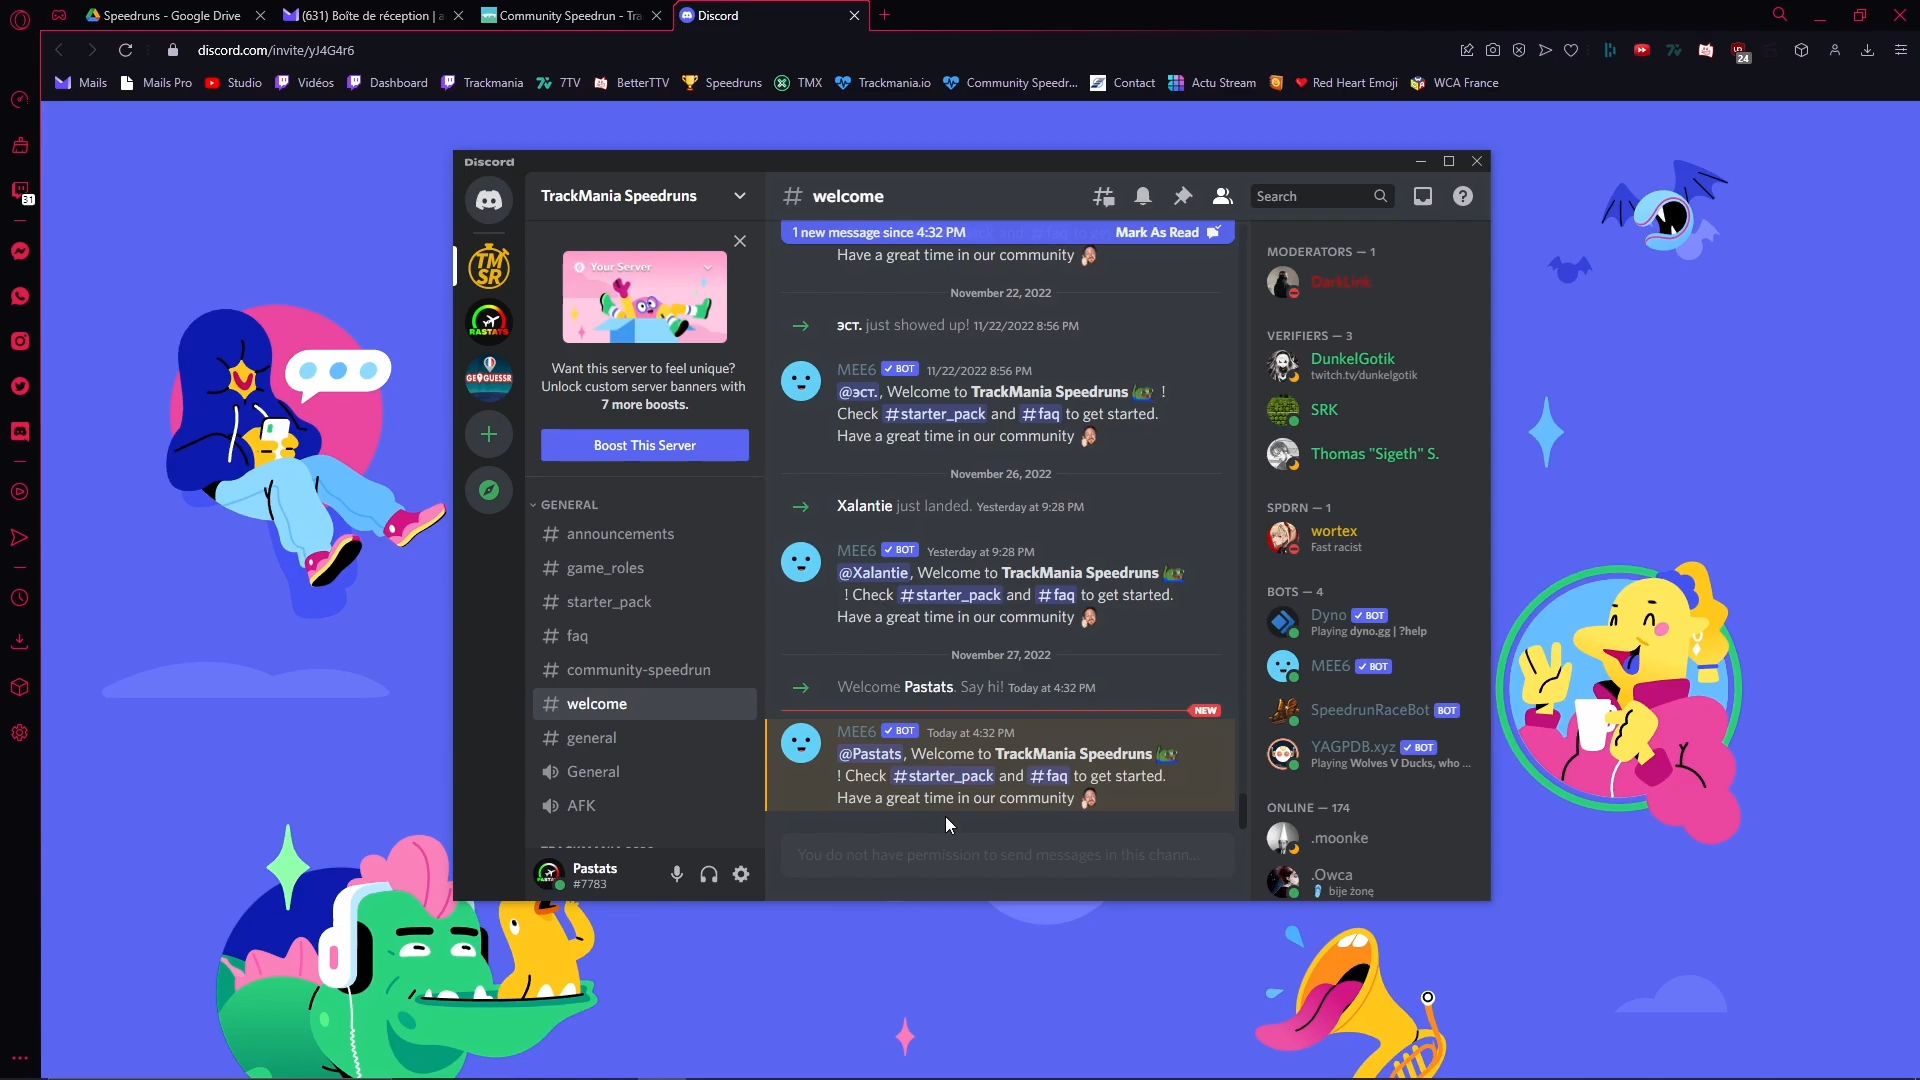 Speedruns - Google Drive
(631) Boîte de réception | a
Community Speedrun - Tra
Discord
discord.com/invite/yJ4G4r6
24
Mails
Mails Pro
Studio
Vidéos
Dashboard
Trackmania
7TV
BetterTTV
Speedruns
TMX
Trackmania.io
Community Speedr...
Contact
Actu Stream
Red Heart Emoji
WCA France
31
Discord
TrackMania Speedruns
welcome
Search
TM
SR
RASTATS
GEOGUESSR
Your Server
Want this server to feel unique?
Unlock custom server banners with
7 more boosts.
Boost This Server
GENERAL
announcements
game_roles
starter_pack
faq
community-speedrun
welcome
general
General
AFK
Pastats
#7783
1 new message since 4:32 PM
Mark As Read
Have a great time in our community
November 22, 2022
эст. just showed up! 11/22/2022 8:56 PM
MEE6 ✓ BOT 11/22/2022 8:56 PM
@эст., Welcome to TrackMania Speedruns !
Check #starter_pack and #faq to get started.
Have a great time in our community
November 26, 2022
Xalantie just landed. Yesterday at 9:28 PM
MEE6 ✓ BOT Yesterday at 9:28 PM
@Xalantie, Welcome to TrackMania Speedruns
! Check #starter_pack and #faq to get started.
Have a great time in our community
November 27, 2022
Welcome Pastats. Say hi! Today at 4:32 PM
NEW
MEE6 ✓ BOT Today at 4:32 PM
@Pastats, Welcome to TrackMania Speedruns
! Check #starter_pack and #faq to get started.
Have a great time in our community
You do not have permission to send messages in this chann...
MODERATORS — 1
DarkLink
VERIFIERS — 3
DunkelGotik
twitch.tv/dunkelgotik
SRK
Thomas "Sigeth" S.
SPDRN — 1
wortex
Fast racist
BOTS — 4
Dyno ✓ BOT
Playing dyno.gg | ?help
MEE6 ✓ BOT
SpeedrunRaceBot BOT
YAGPDB.xyz ✓ BOT
Playing Wolves V Ducks, who ...
ONLINE — 174
.moonke
.Owca
bije żonę